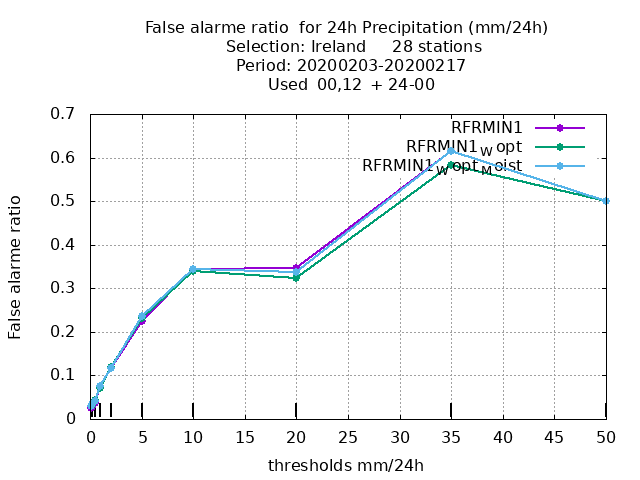 False alarme ratio  for 24h Precipitation (mm/24h)
Selection: Ireland     28 stations
Period: 20200203-20200217
Used  00,12  + 24-00
RFRMIN1
RFRMIN1_W opt
RFRMIN1_W opt_M oist
False alarme ratio
0.7
0.6
0.5
0.4
0.3
0.2
0.1
0
0 5 10 15 20 25 30 35 40 45 50
thresholds mm/24h